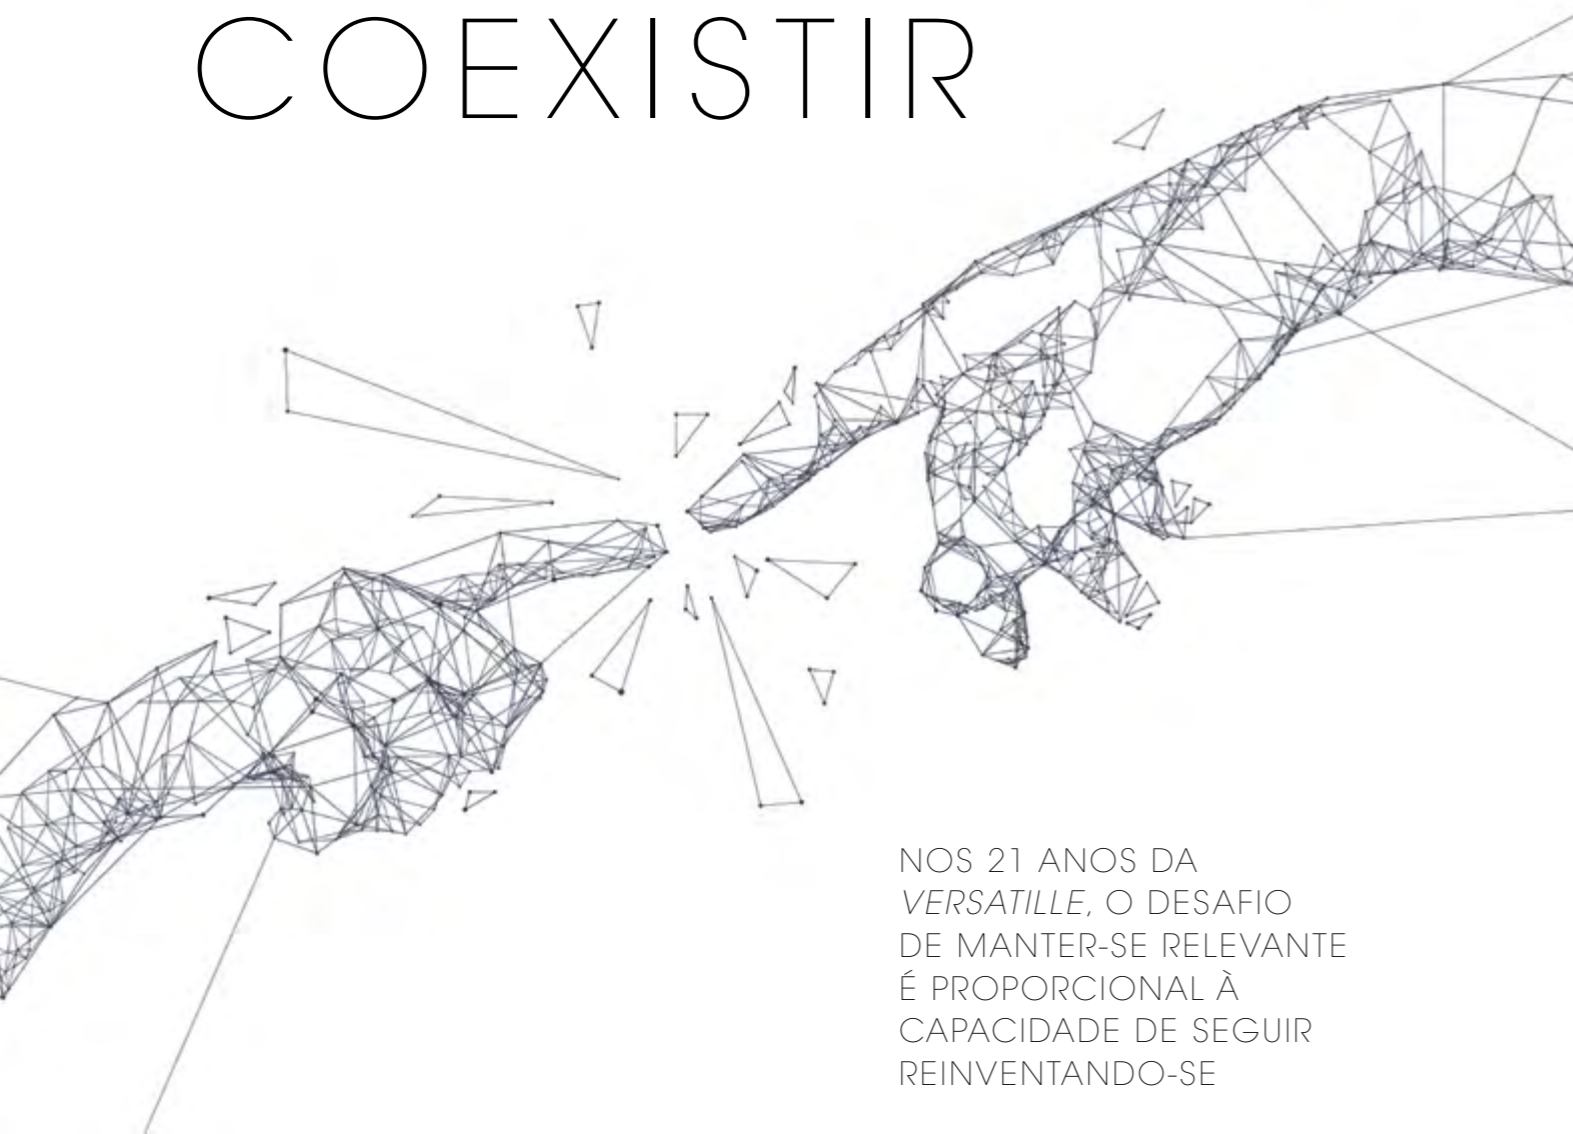 COEXISTIR
NOS 21 ANOS DA
VERSATILLE, O DESAFIO
DE MANTER-SE RELEVANTE
É PROPORCIONAL À
CAPACIDADE DE SEGUIR
REINVENTANDO-SE